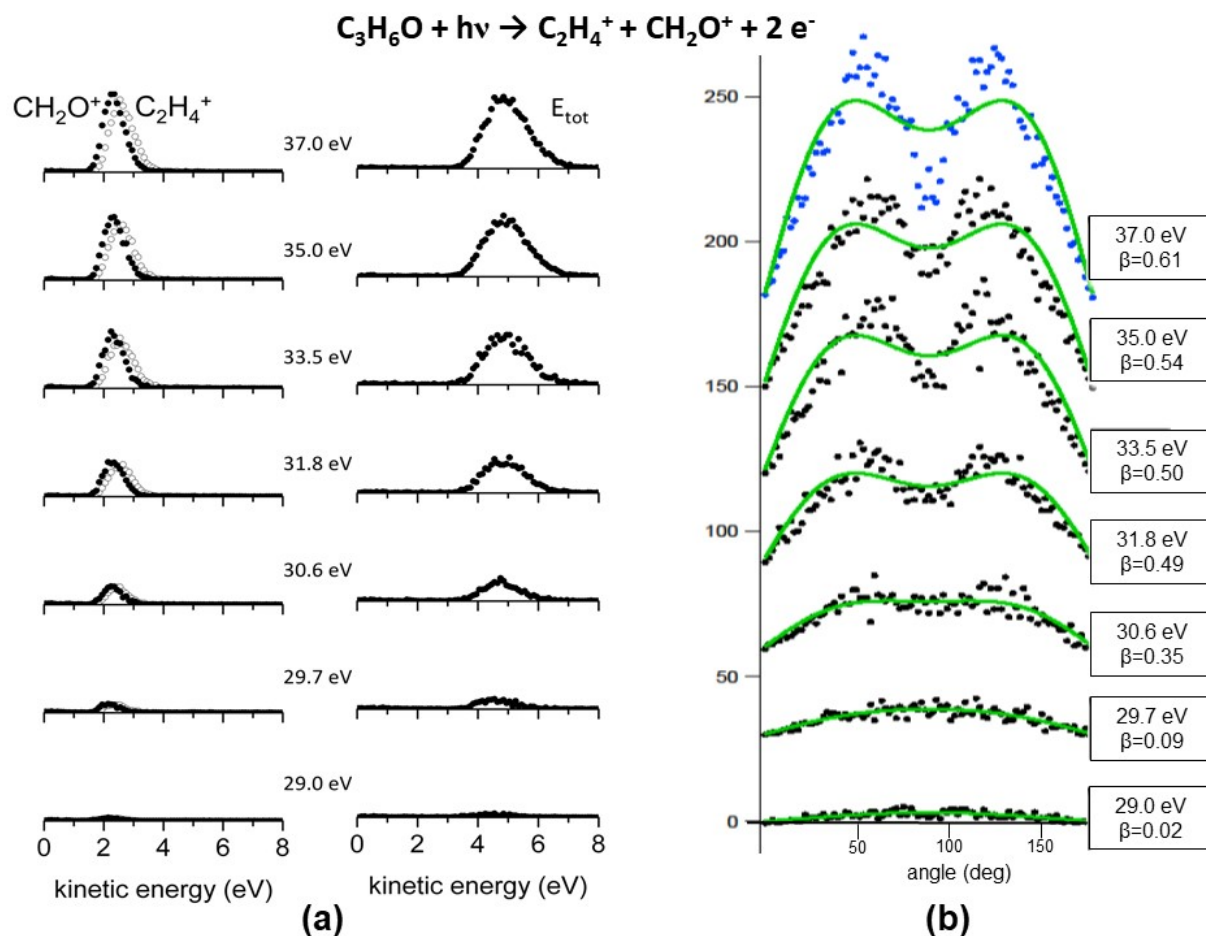 C₃H₆O + hν → C₂H₄⁺ + CH₂O⁺ + 2 e⁻
CH₂O⁺ C₂H₄⁺
E_tot
37.0 eV
35.0 eV
33.5 eV
31.8 eV
30.6 eV
29.7 eV
29.0 eV
0 2 4 6 8
0 2 4 6 8
kinetic energy (eV)
kinetic energy (eV)
(a)
250
200
150
100
50
0
37.0 eV
β=0.61
35.0 eV
β=0.54
33.5 eV
β=0.50
31.8 eV
β=0.49
30.6 eV
β=0.35
29.7 eV
β=0.09
29.0 eV
β=0.02
50 100 150
angle (deg)
(b)